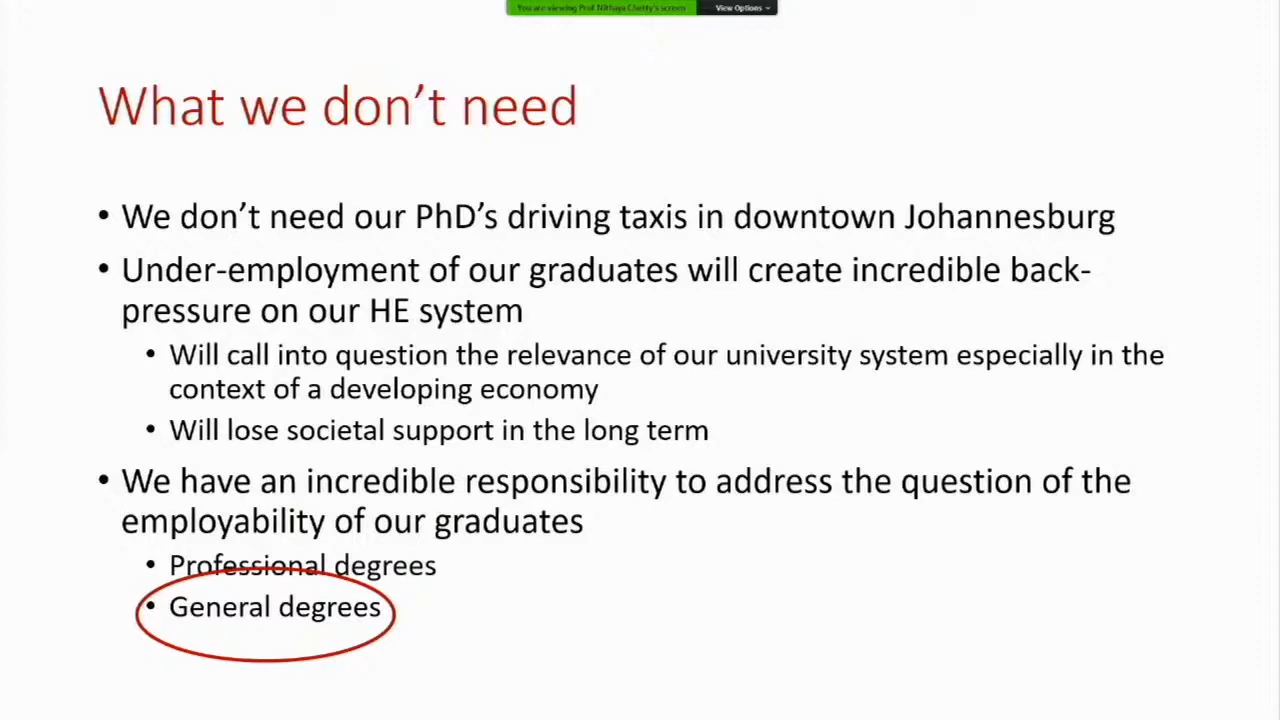 You are viewing Prof Nithaya Chetty's screen View Options
What we don't need
• We don't need our PhD's driving taxis in downtown Johannesburg
• Under-employment of our graduates will create incredible back-
pressure on our HE system
• Will call into question the relevance of our university system especially in the
context of a developing economy
• Will lose societal support in the long term
• We have an incredible responsibility to address the question of the
employability of our graduates
• Professional degrees
• General degrees